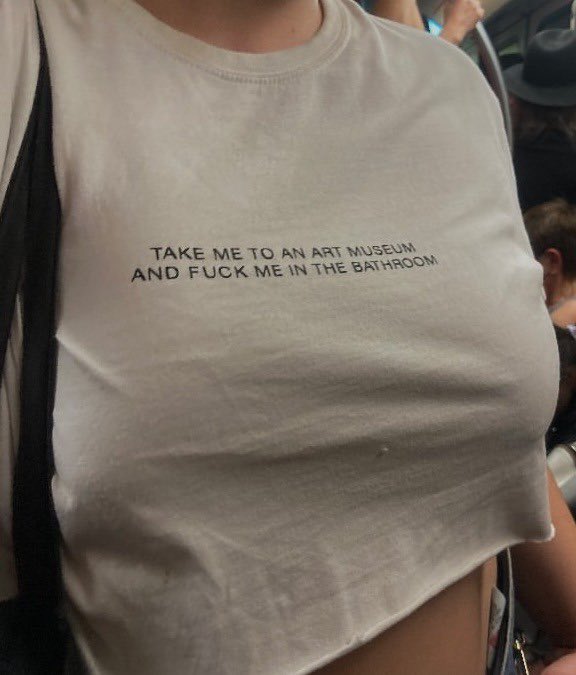 TAKE ME TO AN ART MUSEUM
AND FUCK ME IN THE BATHROOM